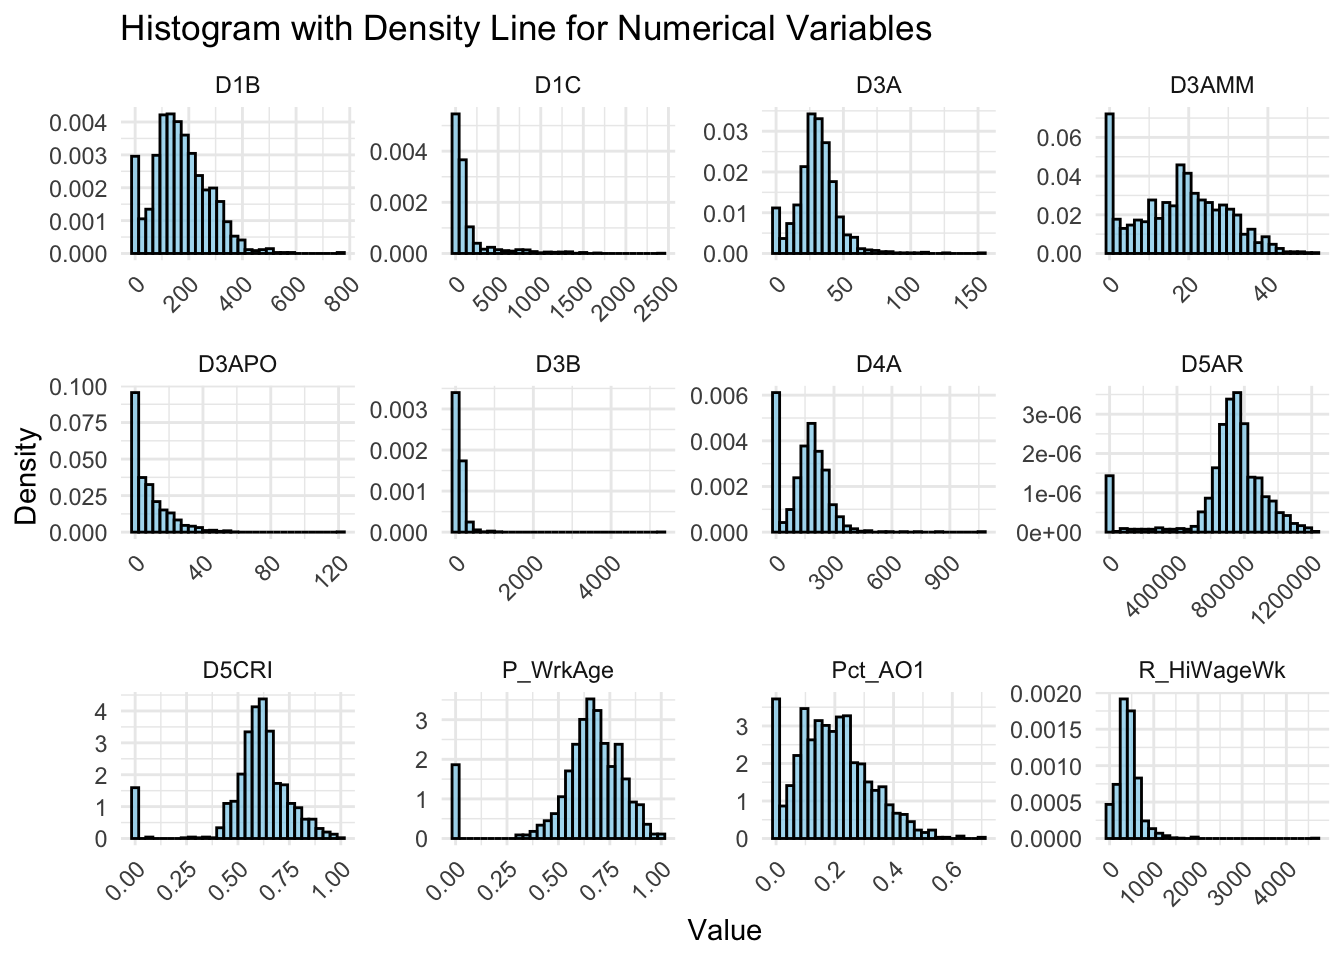 Histogram with Density Line for Numerical Variables
D1B D1C D3A D3AMM
0.004 0.003 0.002 0.001 0.000
0.004 0.002 0.000
0.03 0.02 0.01 0.00
0.06 0.04 0.02 0.00
0 200 400 600 800
0 500 1000 1500 2000 2500
0 50 100 150
0 20 40
D3APO D3B D4A D5AR
Density
0.100 0.075 0.050 0.025 0.000
0.003 0.002 0.001 0.000
0.006 0.004 0.002 0.000
3e-06 2e-06 1e-06 0e+00
0 40 80 120
0 2000 4000
0 300 600 900
0 400000 800000 1200000
D5CRI P_WrkAge Pct_AO1 R_HiWageWk
4 3 2 1 0
3 2 1 0
3 2 1 0
0.0020 0.0015 0.0010 0.0005 0.0000
0.00 0.25 0.50 0.75 1.00
0.00 0.25 0.50 0.75 1.00
0.0 0.2 0.4 0.6
0 1000 2000 3000 4000
Value